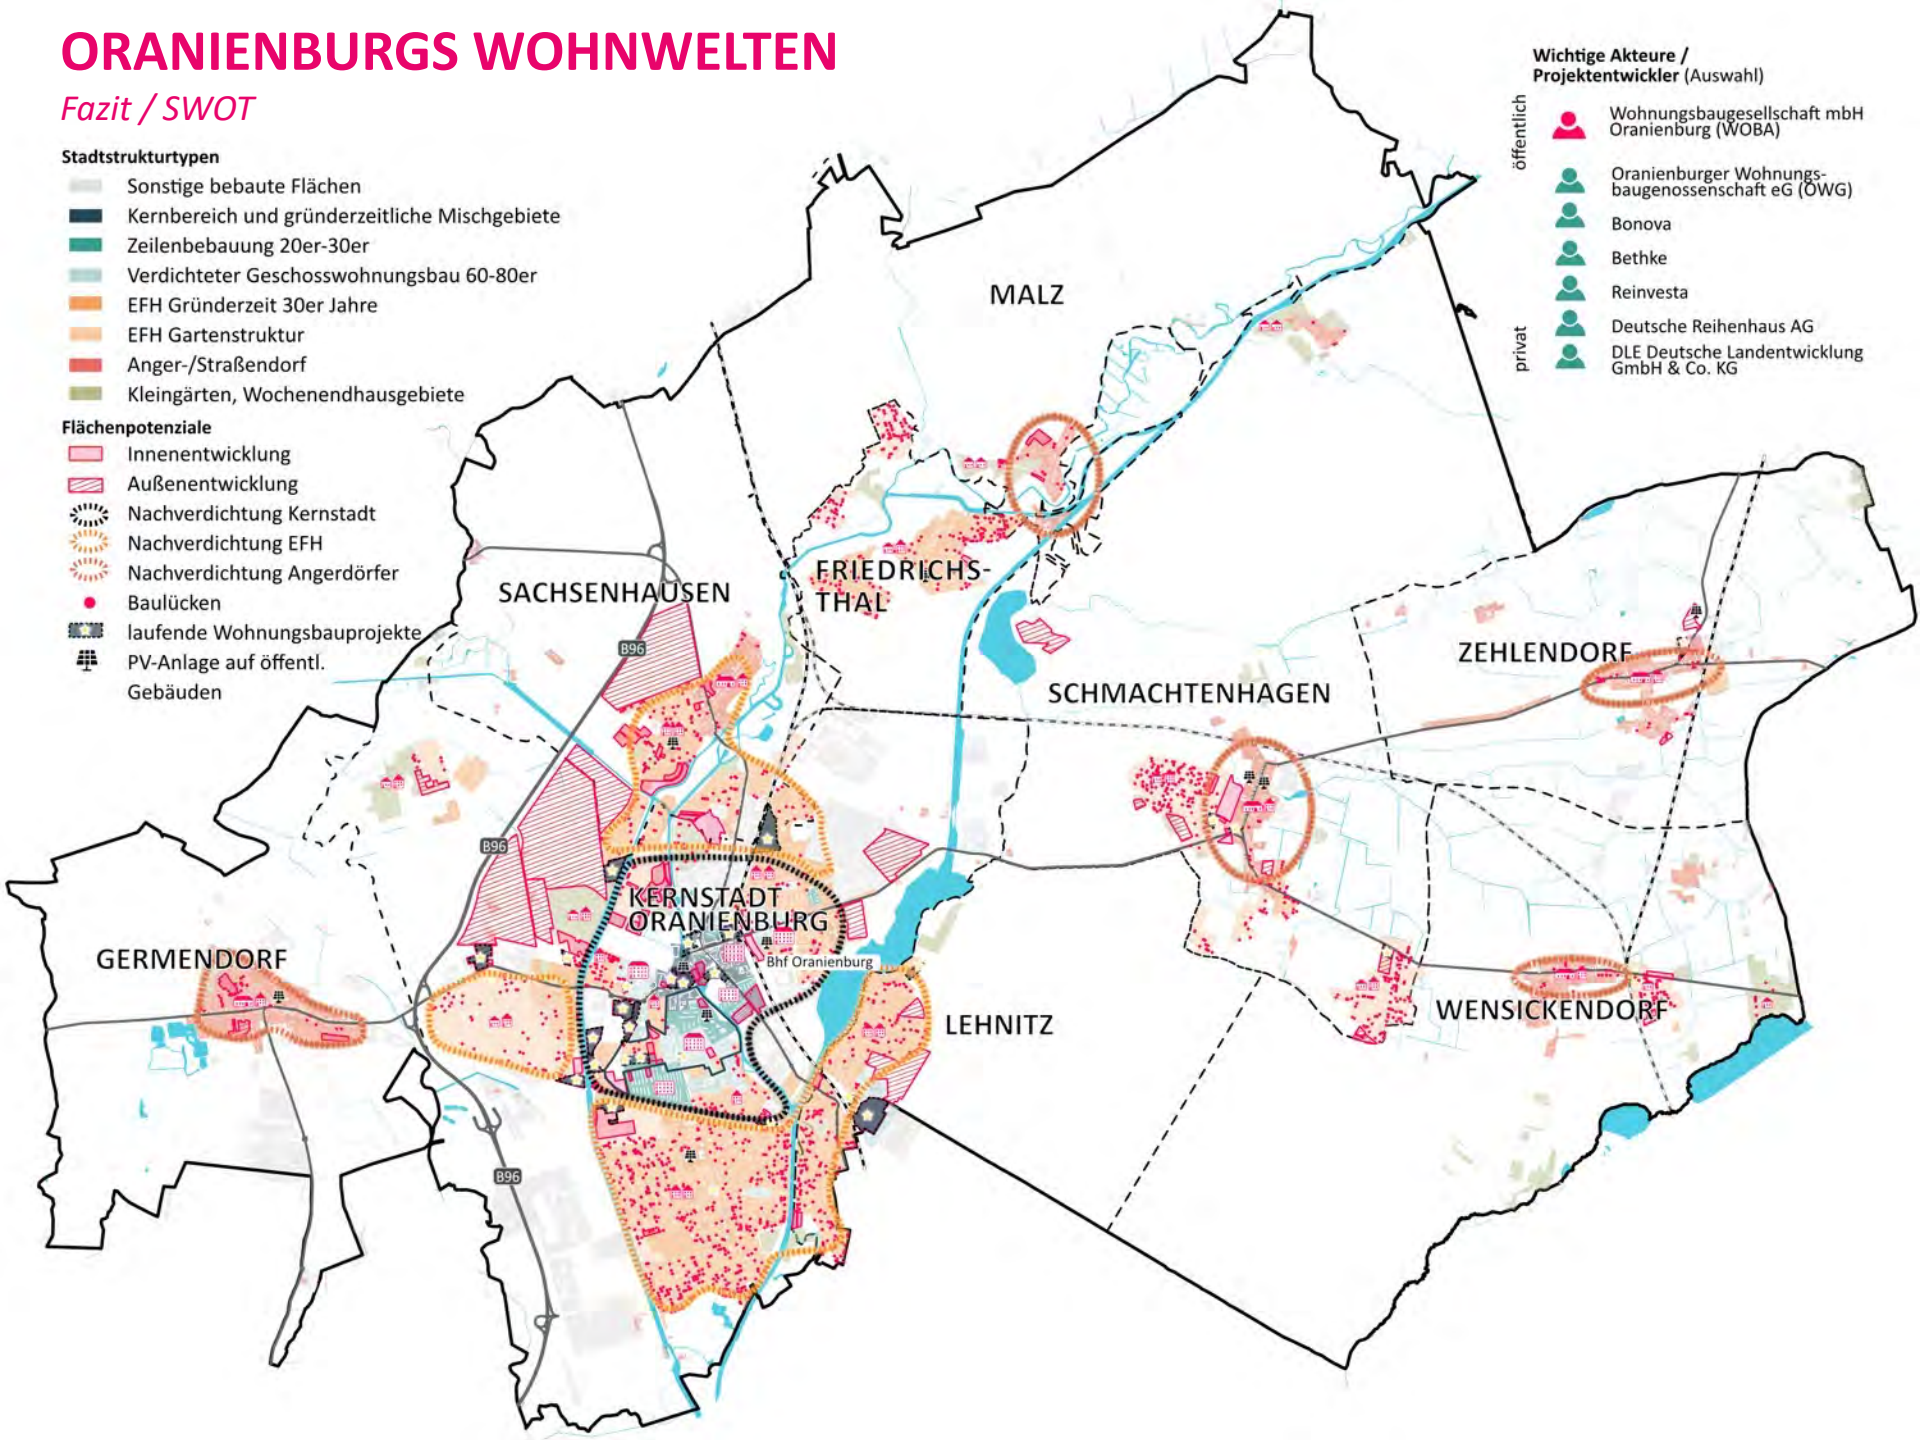 ORANIENBURGS WOHNWELTEN
Fazit / SWOT
Stadtstrukturtypen
Sonstige bebaute Flächen
Kernbereich und gründerzeitliche Mischgebiete
Zeilenbebauung 20er-30er
Verdichteter Geschosswohnungsbau 60-80er
EFH Gründerzeit 30er Jahre
EFH Gartenstruktur
Anger-/Straßendorf
Kleingärten, Wochenendhausgebiete
Flächenpotenziale
Innenentwicklung
Außenentwicklung
Nachverdichtung Kernstadt
Nachverdichtung EFH
Nachverdichtung Angerdörfer
Baulücken
laufende Wohnungsbauprojekte
PV-Anlage auf öffentl.
Gebäuden
Wichtige Akteure /
Projektentwickler (Auswahl)
öffentlich
Wohnungsbaugesellschaft mbH
Oranienburg (WOBA)
Oranienburger Wohnungs-
baugenossenschaft eG (OWG)
Bonova
Bethke
Reinvesta
privat
Deutsche Reihenhaus AG
DLE Deutsche Landentwicklung
GmbH & Co. KG
MALZ
FRIEDRICHS-
THAL
SACHSENHAUSEN
B96
ZEHLENDORF
SCHMACHTENHAGEN
B96
KERNSTADT
ORANIENBURG
Bhf Oranienburg
GERMENDORF
WENSICKENDORF
LEHNITZ
B96